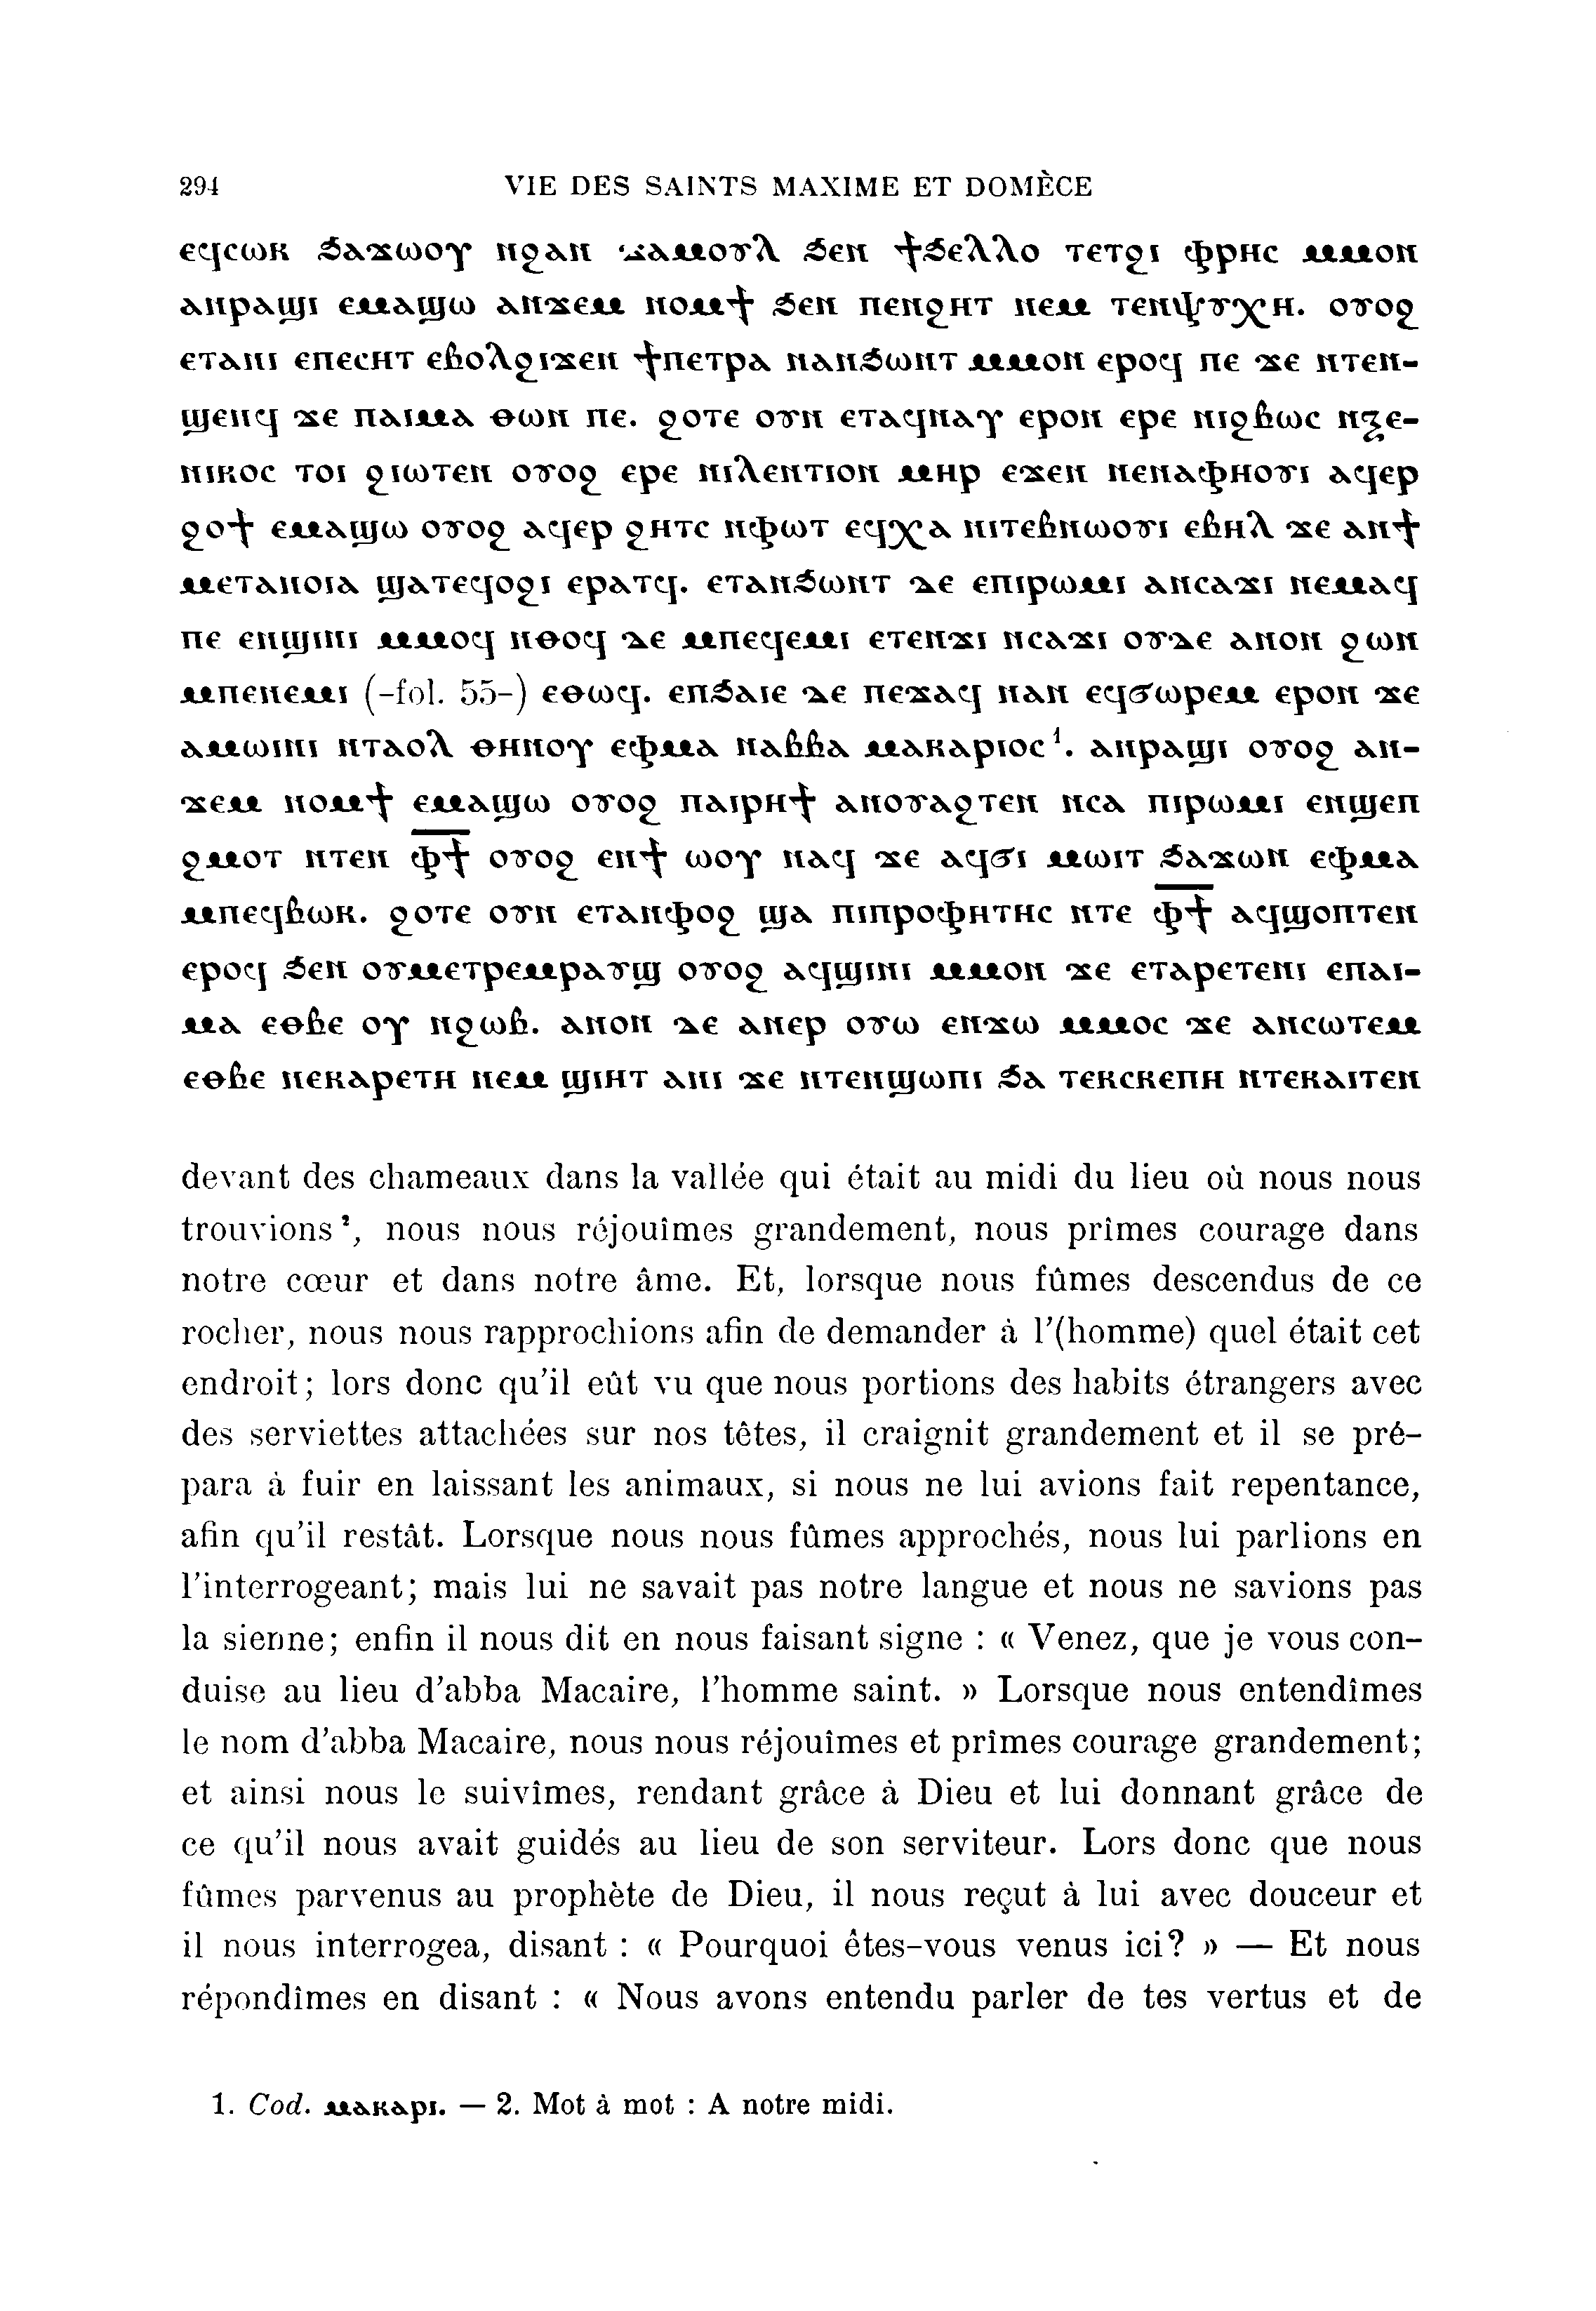 294 VIE DES SAINTS MAXIME ET DOMÈCE
ⲉϥⲥⲱⲕ ϧⲁϫⲱⲟⲩ ⲛϩⲁⲛ ϭⲁⲙⲟⲩⲗ ϧⲉⲛ ϯϧⲉⲗⲗⲟ ⲧⲉⲧϩⲓ ⲫⲣⲏⲥ ⲙⲙⲟⲛ
ⲁⲛⲣⲁϣⲓ ⲉⲙⲁϣⲱ ⲁⲛϫⲉⲙ ⲛⲟⲙϯ ϧⲉⲛ ⲡⲉⲛϩⲏⲧ ⲛⲉⲙ ⲧⲉⲛⲯⲩⲭⲏ. ⲟⲩⲟϩ
ⲉⲧⲁⲛⲓ ⲉⲡⲉⲥⲏⲧ ⲉⲃⲟⲗϩⲓϫⲉⲛ ϯⲡⲉⲧⲣⲁ ⲛⲁⲛϧⲱⲛⲧ ⲙⲙⲟⲛ ⲉⲣⲟϥ ⲡⲉ ϫⲉ ⲛⲧⲉⲛ-
ϣⲉⲛϥ ϫⲉ ⲡⲁⲓⲙⲁ ⲑⲱⲛ ⲡⲉ. ϩⲟⲧⲉ ⲟⲩⲛ ⲉⲧⲁϥⲛⲁⲩ ⲉⲣⲟⲛ ⲉⲣⲉ ⲛⲓϩⲃⲱⲥ ⲛⲝⲉ-
ⲛⲓⲕⲟⲥ ⲧⲟⲓ ϩⲓⲱⲧⲉⲛ ⲟⲩⲟϩ ⲉⲣⲉ ⲛⲓⲗⲉⲛⲧⲓⲟⲛ ⲙⲏⲣ ⲉϫⲉⲛ ⲛⲉⲛⲁⲫⲏⲟⲩⲓ ⲁϥⲉⲣ
ϩⲟϯ ⲉⲙⲁϣⲱ ⲟⲩⲟϩ ⲁϥⲉⲣ ϩⲏⲧⲥ ⲛⲫⲱⲧ ⲉϥⲭⲁ ⲛⲓⲧⲉⲃⲛⲱⲟⲩⲓ ⲉⲃⲏⲗ ϫⲉ ⲁⲛϯ
ⲙⲉⲧⲁⲛⲟⲓⲁ ϣⲁⲧⲉϥⲟϩⲓ ⲉⲣⲁⲧϥ. ⲉⲧⲁⲛϧⲱⲛⲧ ⲇⲉ ⲉⲡⲓⲣⲱⲙⲓ ⲁⲛⲥⲁϫⲓ ⲛⲉⲙⲁϥ
ⲡⲉ ⲉⲛϣⲓⲛⲓ ⲙⲙⲟϥ ⲛⲑⲟϥ ⲇⲉ ⲙⲡⲉϥⲉⲙⲓ ⲉⲧⲉⲛϫⲓ ⲛⲥⲁϫⲓ ⲟⲩⲇⲉ ⲁⲛⲟⲛ ϩⲱⲛ
ⲙⲡⲉⲛⲉⲙⲓ (-fol. 55-) ⲉⲑⲱϥ. ⲉⲡϧⲁⲓⲉ ⲇⲉ ⲡⲉϫⲁϥ ⲛⲁⲛ ⲉϥϭⲱⲣⲉⲙ ⲉⲣⲟⲛ ϫⲉ
ⲁⲙⲱⲓⲛⲓ ⲛⲧⲁⲟⲗ ⲑⲏⲛⲟⲩ ⲉⲫⲙⲁ ⲛⲁⲃⲃⲁ ⲙⲁⲕⲁⲣⲓⲟⲥ¹. ⲁⲛⲣⲁϣⲓ ⲟⲩⲟϩ ⲁⲛ-
ϫⲉⲙ ⲛⲟⲙϯ ⲉⲙⲁϣⲱ ⲟⲩⲟϩ ⲡⲁⲓⲣⲏϯ ⲁⲛⲟⲩⲁϩⲧⲉⲛ ⲛⲥⲁ ⲡⲓⲣⲱⲙⲓ ⲉⲛϣⲉⲡ
ϩⲙⲟⲧ ⲛⲧⲉⲛ ⲫ̅ϯ̅ ⲟⲩⲟϩ ⲉⲛϯ ⲱⲟⲩ ⲛⲁϥ ϫⲉ ⲁϥϭⲓ ⲙⲱⲓⲧ ϧⲁϫⲱⲛ ⲉⲫⲙⲁ
ⲙⲡⲉϥⲃⲱⲕ. ϩⲟⲧⲉ ⲟⲩⲛ ⲉⲧⲁⲛⲫⲟϩ ϣⲁ ⲡⲓⲡⲣⲟⲫⲏⲧⲏⲥ ⲛⲧⲉ ⲫ̅ϯ̅ ⲁϥϣⲟⲡⲧⲉⲛ
ⲉⲣⲟϥ ϧⲉⲛ ⲟⲩⲙⲉⲧⲣⲉⲙⲣⲁⲩϣ ⲟⲩⲟϩ ⲁϥϣⲓⲛⲓ ⲙⲙⲟⲛ ϫⲉ ⲉⲧⲁⲣⲉⲧⲉⲛⲓ ⲉⲡⲁⲓ-
ⲙⲁ ⲉⲑⲃⲉ ⲟⲩ ⲛϩⲱⲃ. ⲁⲛⲟⲛ ⲇⲉ ⲁⲛⲉⲣ ⲟⲩⲱ ⲉⲛϫⲱ ⲙⲙⲟⲥ ϫⲉ ⲁⲛⲥⲱⲧⲉⲙ
ⲉⲑⲃⲉ ⲛⲉⲕⲁⲣⲉⲧⲏ ⲛⲉⲙ ϣⲓⲏⲧ ⲁⲛⲓ ϫⲉ ⲛⲧⲉⲛϣⲱⲡⲓ ϧⲁ ⲧⲉⲕⲥⲕⲉⲡⲏ ⲛⲧⲉⲕⲁⲓⲧⲉⲛ
devant des chameaux dans la vallée qui était au midi du lieu où nous nous
trouvions², nous nous réjouîmes grandement, nous prîmes courage dans
notre cœur et dans notre âme. Et, lorsque nous fûmes descendus de ce
rocher, nous nous rapprochions afin de demander à l'(homme) quel était cet
endroit; lors donc qu'il eût vu que nous portions des habits étrangers avec
des serviettes attachées sur nos têtes, il craignit grandement et il se pré-
para à fuir en laissant les animaux, si nous ne lui avions fait repentance,
afin qu'il restât. Lorsque nous nous fûmes approchés, nous lui parlions en
l'interrogeant; mais lui ne savait pas notre langue et nous ne savions pas
la sienne; enfin il nous dit en nous faisant signe : « Venez, que je vous con-
duise au lieu d'abba Macaire, l'homme saint. » Lorsque nous entendîmes
le nom d'abba Macaire, nous nous réjouîmes et prîmes courage grandement;
et ainsi nous le suivîmes, rendant grâce à Dieu et lui donnant grâce de
ce qu'il nous avait guidés au lieu de son serviteur. Lors donc que nous
fûmes parvenus au prophète de Dieu, il nous reçut à lui avec douceur et
il nous interrogea, disant : « Pourquoi êtes-vous venus ici? » — Et nous
répondîmes en disant : « Nous avons entendu parler de tes vertus et de
1. Cod. ⲙⲁⲕⲁⲣⲓ. — 2. Mot à mot : A notre midi.